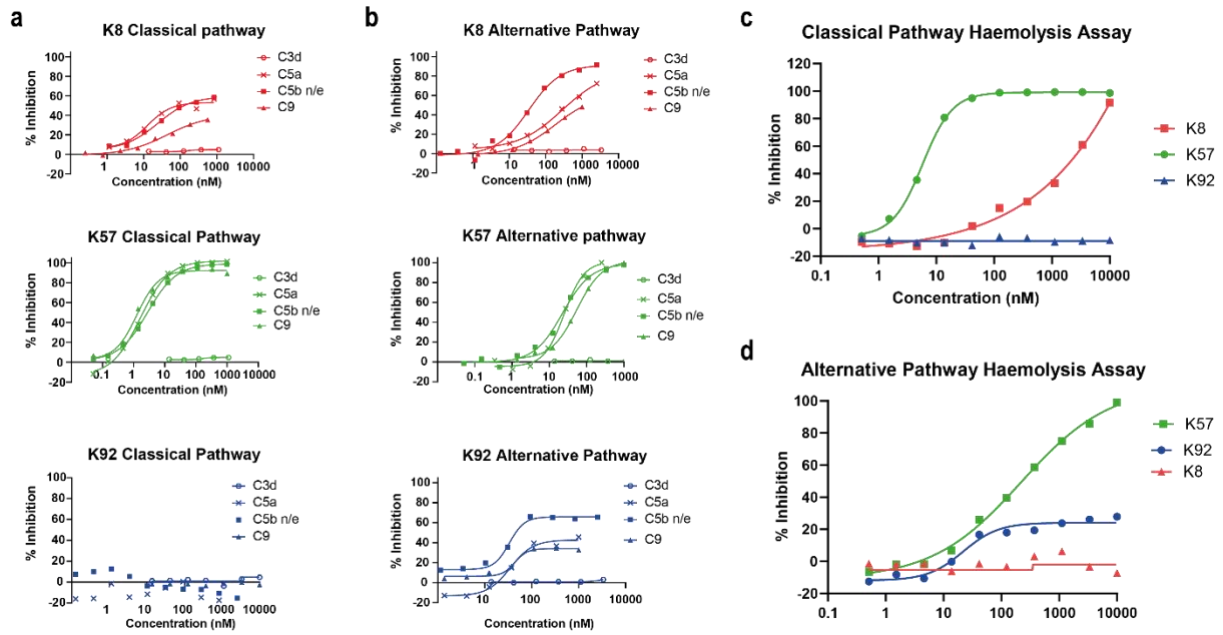 a
K8 Classical pathway
100
80
60
40
20
0
-20
1
10
100
1000
10000
% Inhibition
Concentration (nM)
C3d
C5a
C5b n/e
C9
K57 Classical Pathway
100
80
60
40
20
0
-20
0.1
1
10
100
1000
10000
% Inhibition
Concentration (nM)
C3d
C5a
C5b n/e
C9
K92 Classical Pathway
100
80
60
40
20
0
-20
1
10
100
1000
10000
% Inhibition
Concentration (nM)
C3d
C5a
C5b n/e
C9
b
K8 Alternative Pathway
100
80
60
40
20
0
-20
1
10
100
1000
10000
% Inhibition
Concentration (nM)
C3d
C5a
C5b n/e
C9
K57 Alternative pathway
100
80
60
40
20
0
-20
0.1
1
10
100
1000
% Inhibition
Concentration (nM)
C3d
C5a
C5b n/e
C9
K92 Alternative Pathway
100
80
60
40
20
0
-20
10
100
1000
10000
% Inhibition
Concentration (nM)
C3d
C5a
C5b n/e
C9
c
Classical Pathway Haemolysis Assay
120
100
80
60
40
20
0
-20
0.1
1
10
100
1000
10000
% Inhibition
Concentration (nM)
K8
K57
K92
d
Alternative Pathway Haemolysis Assay
100
80
60
40
20
0
-20
0.1
1
10
100
1000
10000
% Inhibition
K57
K92
K8